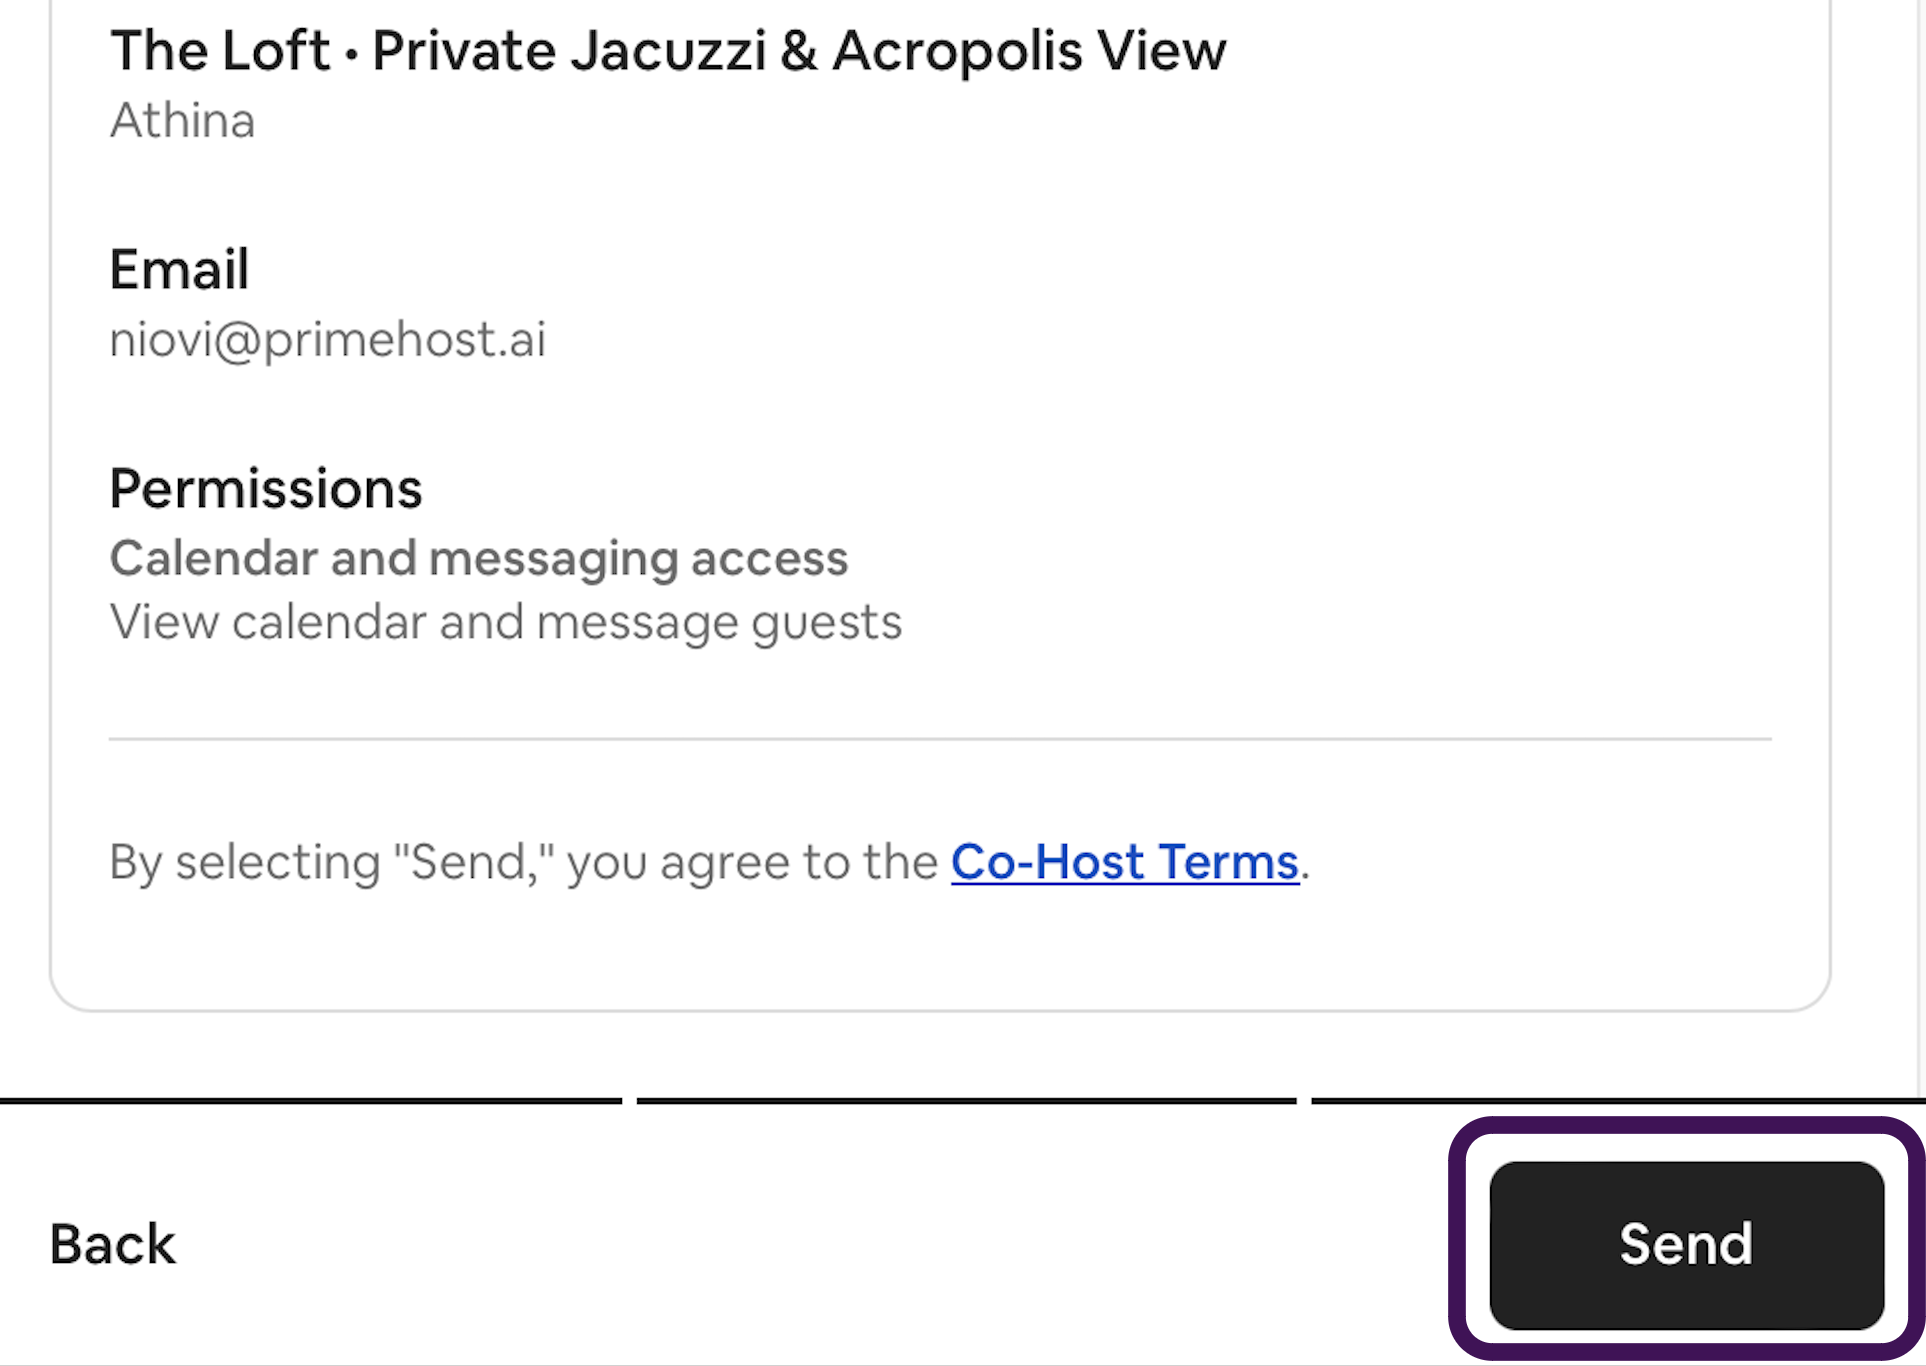 The Loft · Private Jacuzzi & Acropolis View
Athina
Email
niovi@primehost.ai
Permissions
Calendar and messaging access
View calendar and message guests
By selecting "Send," you agree to the Co-Host Terms.
Back
Send